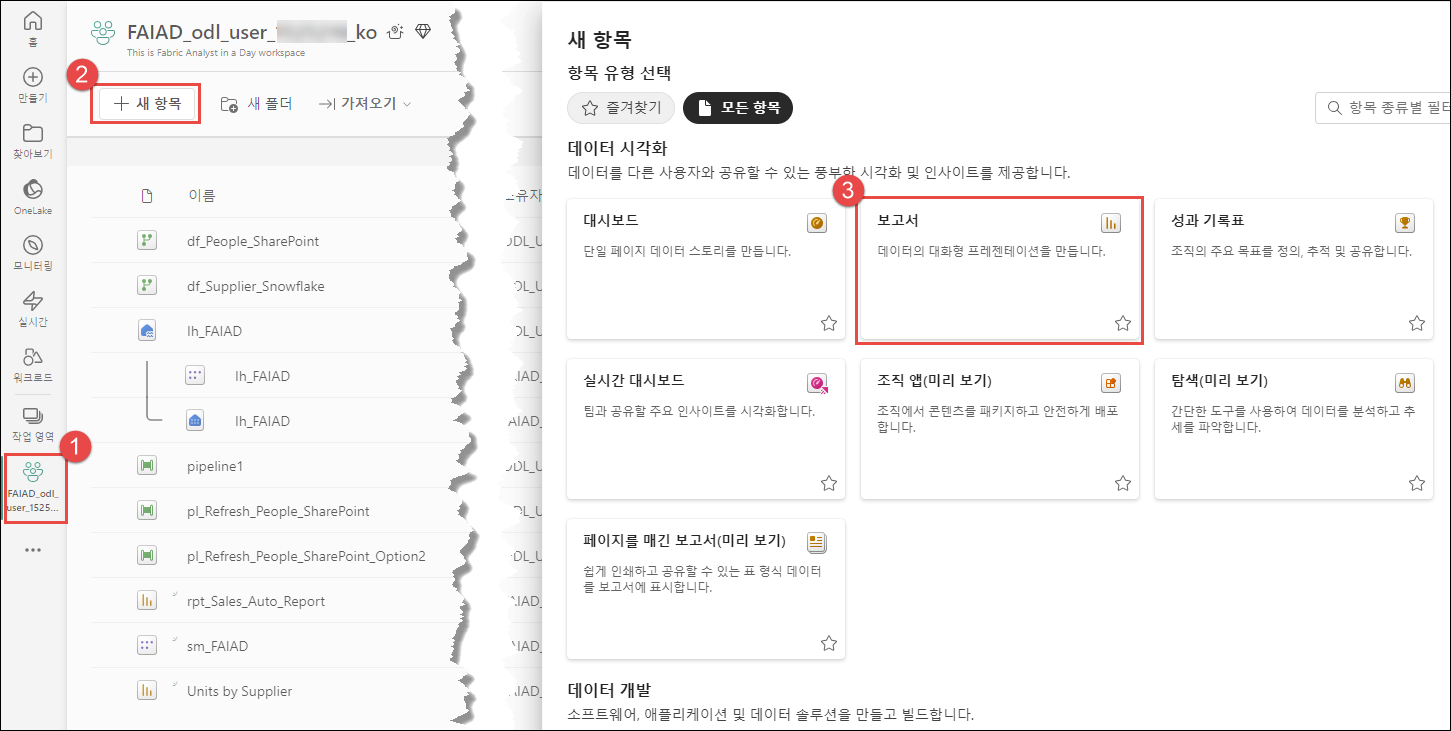 홈
만들기
찾아보기
OneLake
모니터링
실시간
워크로드
작업 영역
1
FAIAD_odl_
user_1525...
FAIAD_odl_user_ _ko
This is Fabric Analyst in a Day workspace
2
새 항목
새 폴더
가져오기
이름
df_People_SharePoint
df_Supplier_Snowflake
lh_FAIAD
lh_FAIAD
lh_FAIAD
pipeline1
pl_Refresh_People_SharePoint
pl_Refresh_People_SharePoint_Option2
rpt_Sales_Auto_Report
sm_FAIAD
Units by Supplier
새 항목
항목 유형 선택
즐겨찾기
모든 항목
항목 종류별 필터
데이터 시각화
데이터를 다른 사용자와 공유할 수 있는 풍부한 시각화 및 인사이트를 제공합니다.
대시보드
단일 페이지 데이터 스토리를 만듭니다.
3
보고서
데이터의 대화형 프레젠테이션을 만듭니다.
성과 기록표
조직의 주요 목표를 정의, 추적 및 공유합니다.
실시간 대시보드
팀과 공유할 주요 인사이트를 시각화합니다.
조직 앱(미리 보기)
조직에서 콘텐츠를 패키지하고 안전하게 배포
합니다.
탐색(미리 보기)
간단한 도구를 사용하여 데이터를 분석하고 추
세를 파악합니다.
페이지를 매긴 보고서(미리 보기)
쉽게 인쇄하고 공유할 수 있는 표 형식 데이터
를 보고서에 표시합니다.
데이터 개발
소프트웨어, 애플리케이션 및 데이터 솔루션을 만들고 빌드합니다.